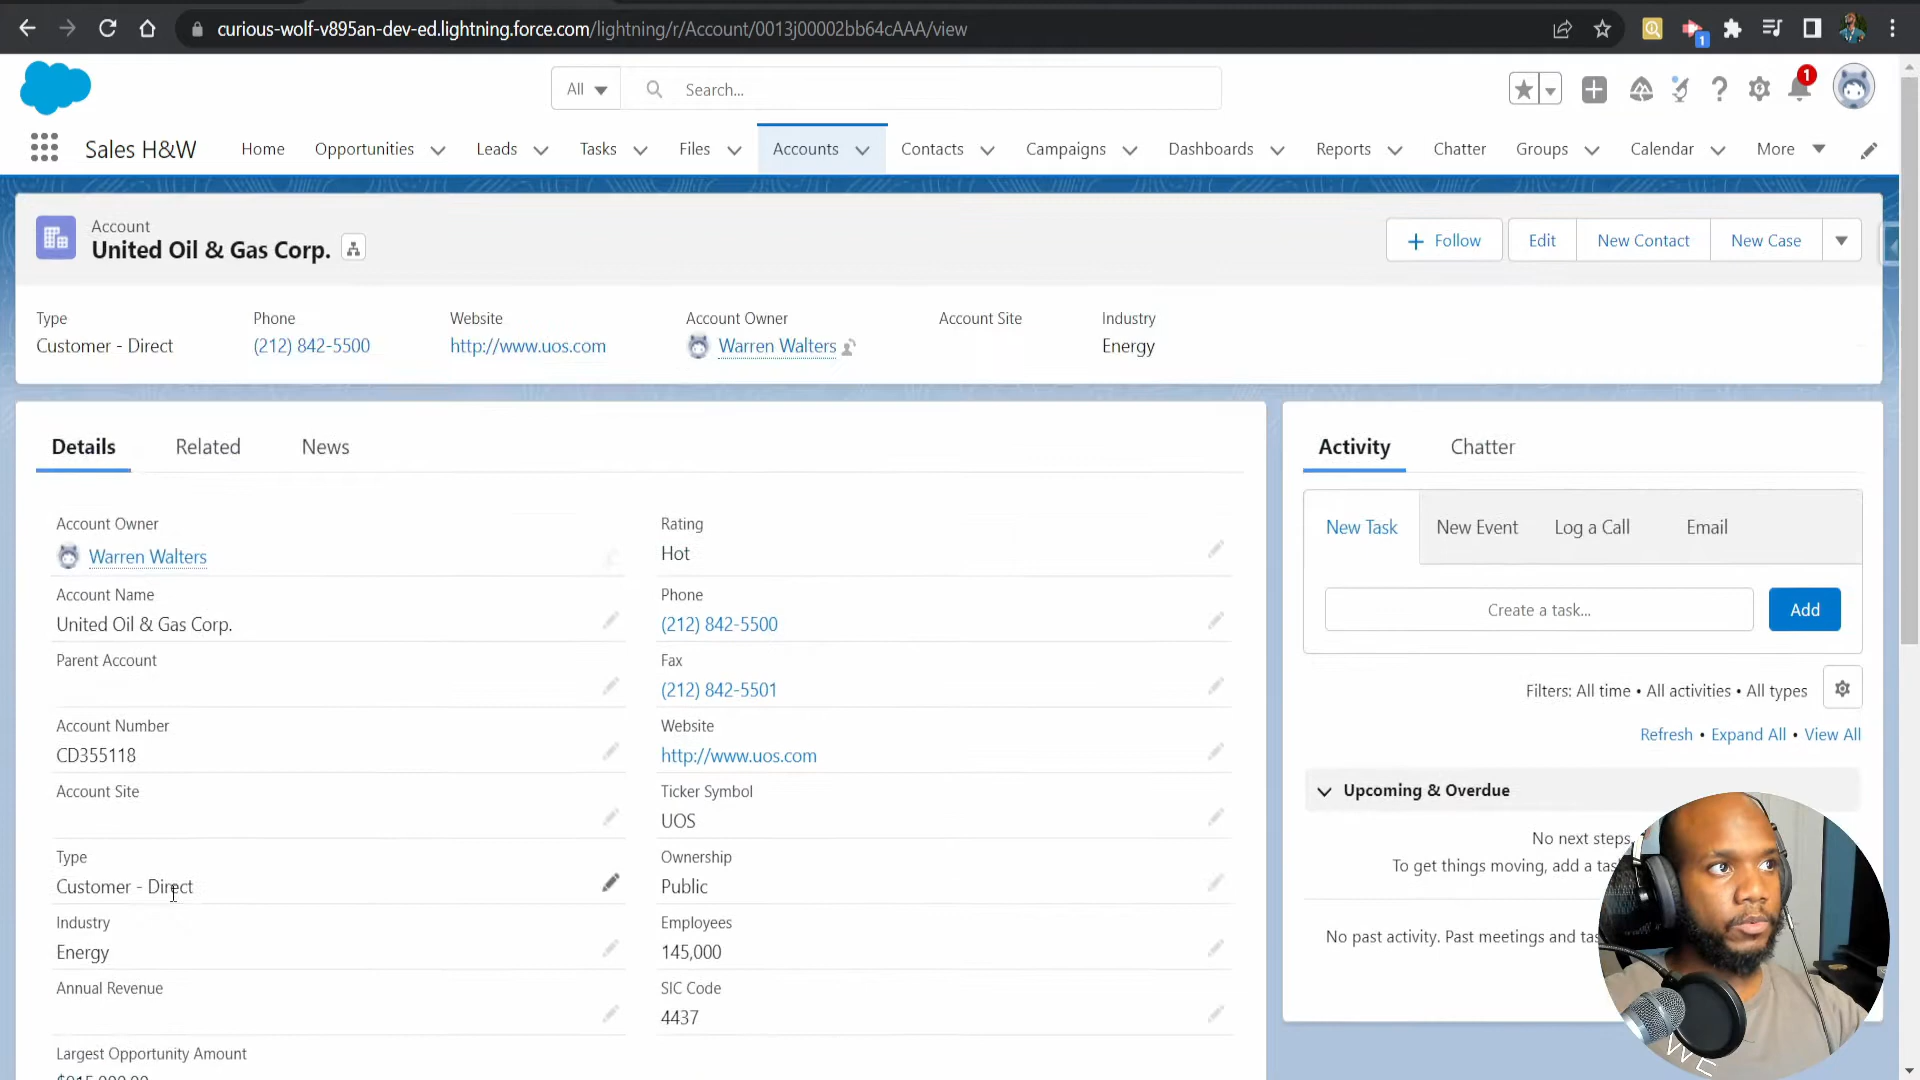 curious-wolf-v895an-dev-ed.lightning.force.com/lightning/r/Account/0013j00002bb64cAAA/view
1
All
Search...
1
Sales H&W
Home
Opportunities
Leads
Tasks
Files
Accounts
Contacts
Campaigns
Dashboards
Reports
Chatter
Groups
Calendar
More
Account
United Oil & Gas Corp.
Follow
Edit
New Contact
New Case
Type
Phone
Website
Account Owner
Account Site
Industry
Customer - Direct
(212) 842-5500
http://www.uos.com
Warren Walters
Energy
Details
Related
News
Account Owner
Warren Walters
Rating
Hot
Account Name
United Oil & Gas Corp.
Phone
(212) 842-5500
Parent Account
Fax
(212) 842-5501
Account Number
CD355118
Website
http://www.uos.com
Account Site
Ticker Symbol
UOS
Type
Customer - Direct
Ownership
Public
Industry
Energy
Employees
145,000
Annual Revenue
SIC Code
4437
Largest Opportunity Amount
Activity
Chatter
New Task
New Event
Log a Call
Email
Create a task...
Add
Filters: All time • All activities • All types
Refresh • Expand All • View All
Upcoming & Overdue
No next steps.
To get things moving, add a
No past activity. Past meetings and
WE